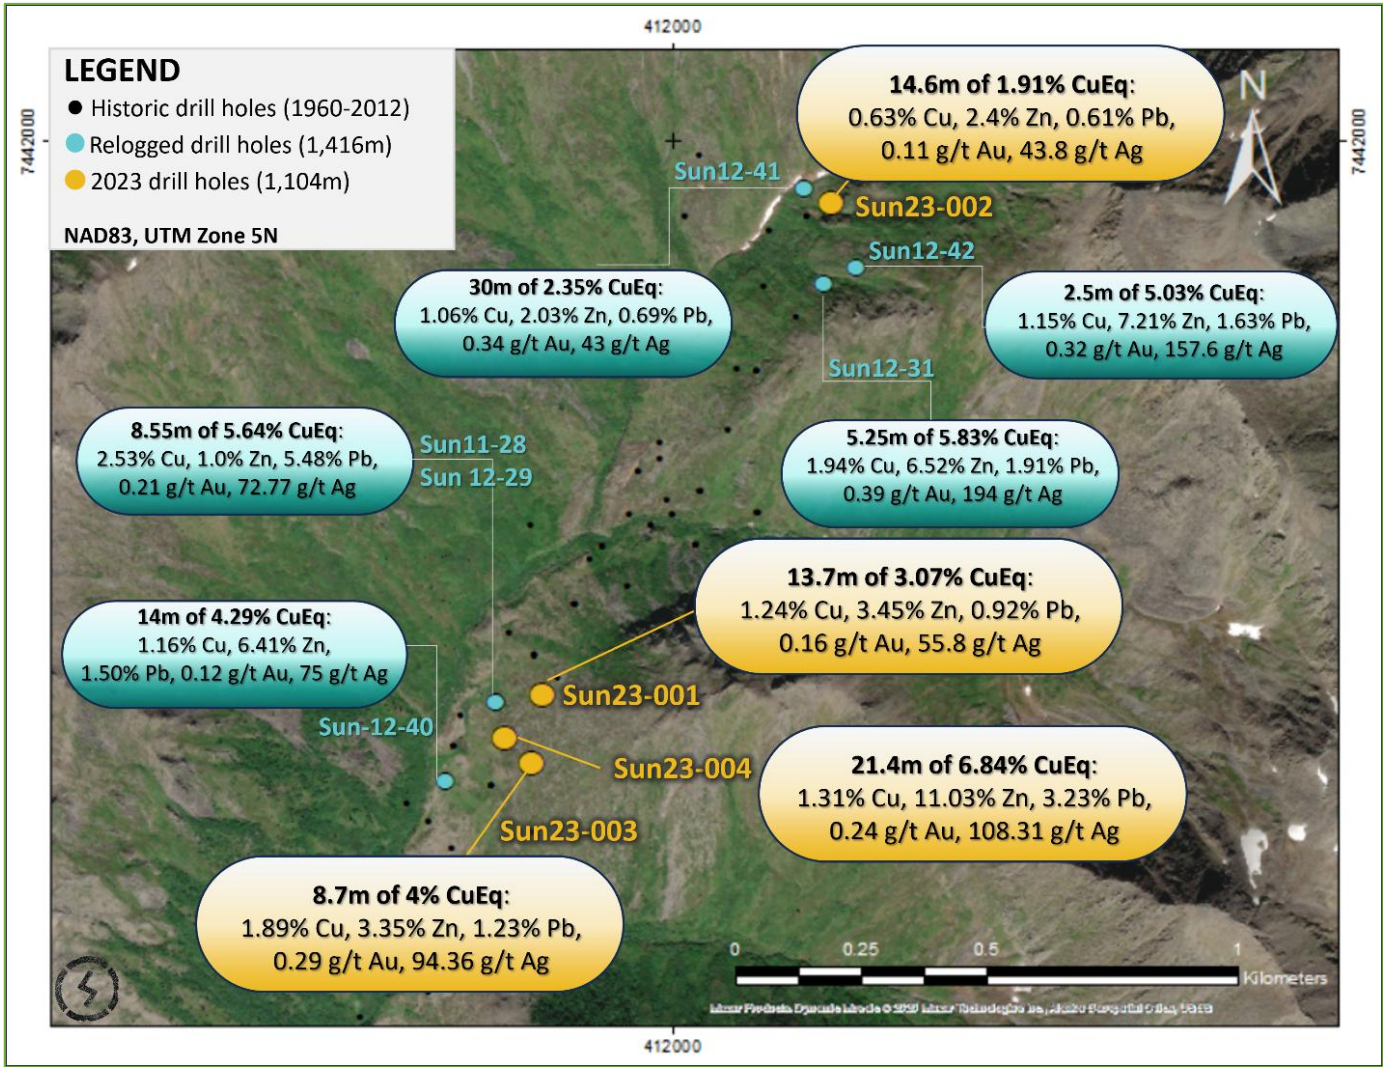 412000
LEGEND
Historic drill holes (1960-2012)
Relogged drill holes (1,416m)
2023 drill holes (1,104m)
NAD83, UTM Zone 5N
7442000
7442000
N
14.6m of 1.91% CuEq:
0.63% Cu, 2.4% Zn, 0.61% Pb,
0.11 g/t Au, 43.8 g/t Ag
Sun12-41
Sun23-002
Sun12-42
30m of 2.35% CuEq:
1.06% Cu, 2.03% Zn, 0.69% Pb,
0.34 g/t Au, 43 g/t Ag
2.5m of 5.03% CuEq:
1.15% Cu, 7.21% Zn, 1.63% Pb,
0.32 g/t Au, 157.6 g/t Ag
Sun12-31
8.55m of 5.64% CuEq:
2.53% Cu, 1.0% Zn, 5.48% Pb,
0.21 g/t Au, 72.77 g/t Ag
Sun11-28
Sun 12-29
5.25m of 5.83% CuEq:
1.94% Cu, 6.52% Zn, 1.91% Pb,
0.39 g/t Au, 194 g/t Ag
13.7m of 3.07% CuEq:
1.24% Cu, 3.45% Zn, 0.92% Pb,
0.16 g/t Au, 55.8 g/t Ag
14m of 4.29% CuEq:
1.16% Cu, 6.41% Zn,
1.50% Pb, 0.12 g/t Au, 75 g/t Ag
Sun23-001
Sun-12-40
Sun23-004
21.4m of 6.84% CuEq:
1.31% Cu, 11.03% Zn, 3.23% Pb,
0.24 g/t Au, 108.31 g/t Ag
Sun23-003
8.7m of 4% CuEq:
1.89% Cu, 3.35% Zn, 1.23% Pb,
0.29 g/t Au, 94.36 g/t Ag
0 0.25 0.5 1
Kilometers
412000